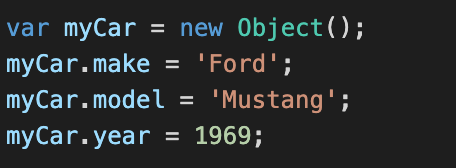 var myCar = new Object();
myCar.make = 'Ford';
myCar.model = 'Mustang';
myCar.year = 1969;